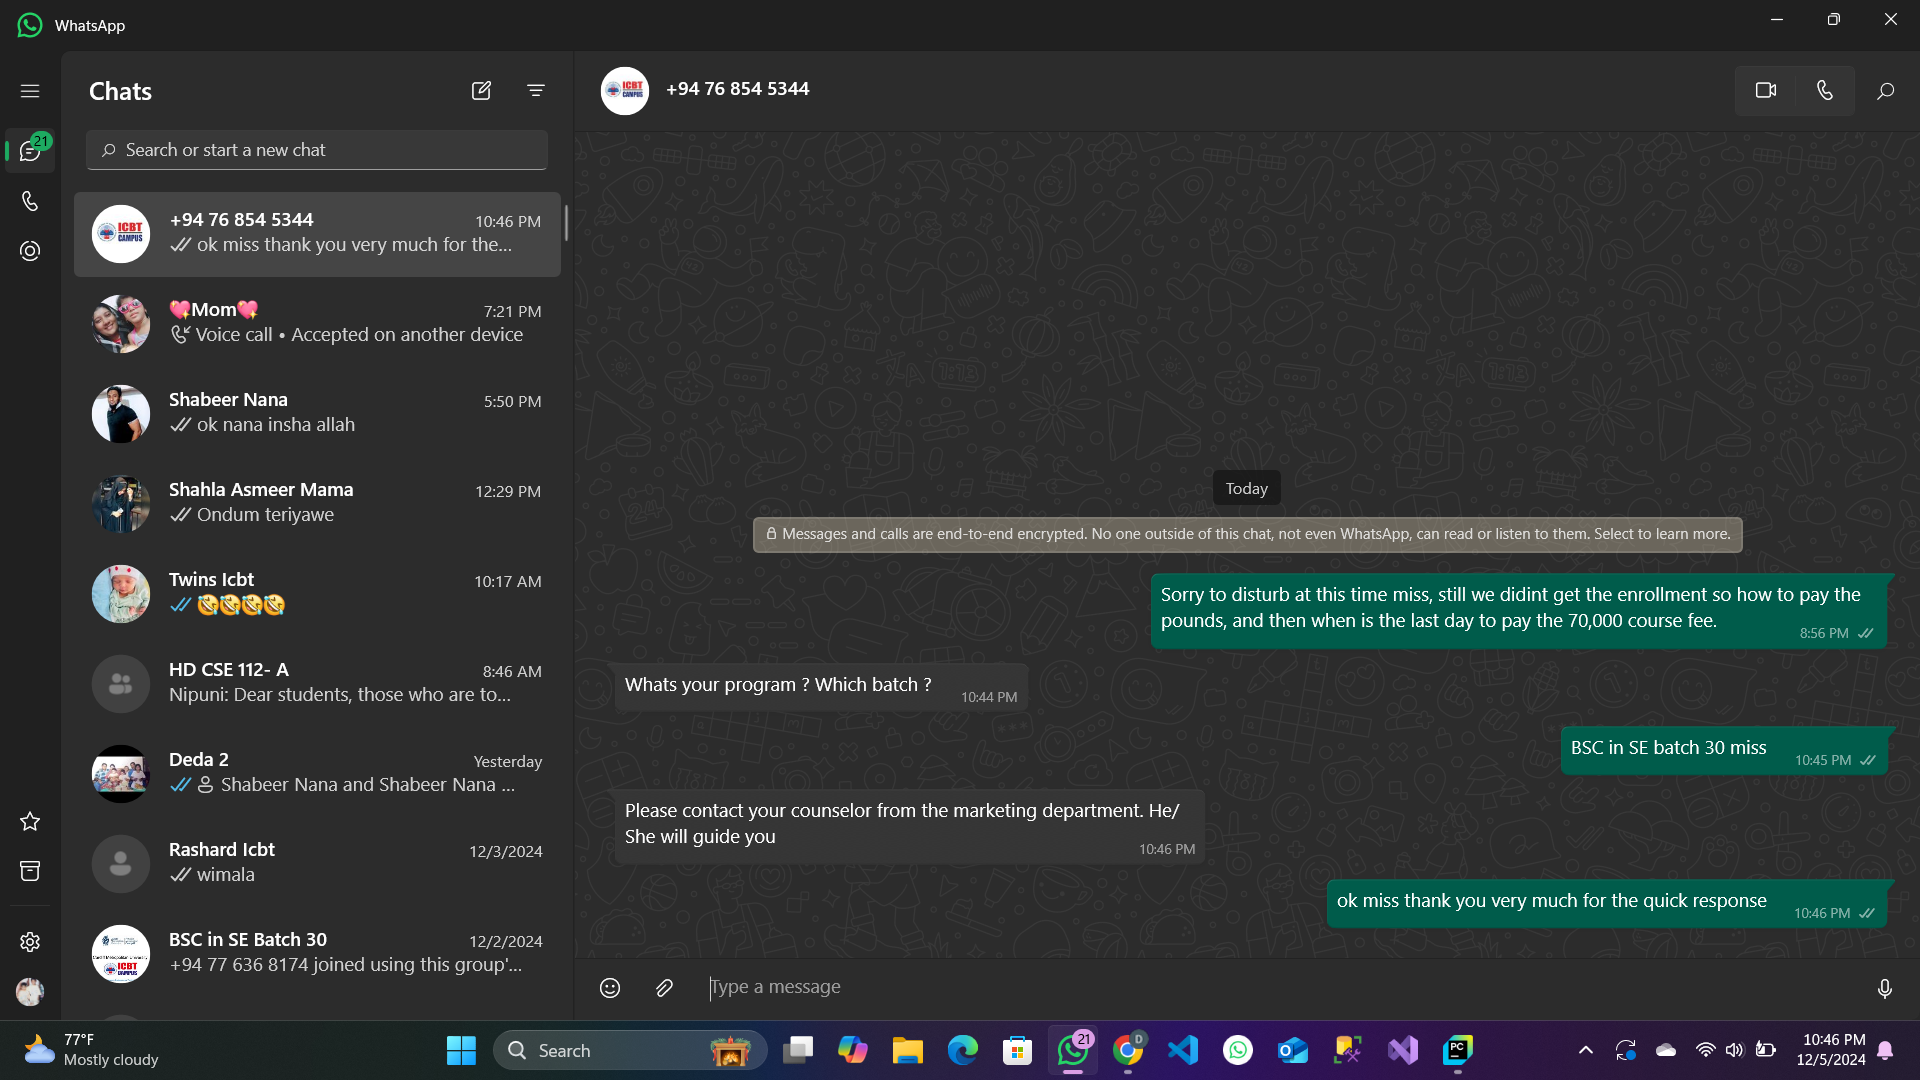 WhatsApp
Chats
21
Search or start a new chat
ICBT
CAMPUS
+94 76 854 5344
10:46 PM
ok miss thank you very much for the...
💖Mom💖
7:21 PM
Voice call • Accepted on another device
Shabeer Nana
5:50 PM
ok nana insha allah
Shahla Asmeer Mama
12:29 PM
Ondum teriyawe
Twins Icbt
10:17 AM
🤣🤣🤣🤣
HD CSE 112- A
8:46 AM
Nipuni: Dear students, those who are to...
Deda 2
Yesterday
Shabeer Nana and Shabeer Nana ...
Rashard Icbt
12/3/2024
wimala
ICBT
CAMPUS
BSC in SE Batch 30
12/2/2024
+94 77 636 8174 joined using this group'...
ICBT
CAMPUS
+94 76 854 5344
Today
Messages and calls are end-to-end encrypted. No one outside of this chat, not even WhatsApp, can read or listen to them. Select to learn more.
Sorry to disturb at this time miss, still we didint get the enrollment so how to pay the
pounds, and then when is the last day to pay the 70,000 course fee.
8:56 PM
Whats your program ? Which batch ?
10:44 PM
BSC in SE batch 30 miss
10:45 PM
Please contact your counselor from the marketing department. He/
She will guide you
10:46 PM
ok miss thank you very much for the quick response
10:46 PM
Type a message
77°F
Mostly cloudy
Search
21
D
PC
10:46 PM
12/5/2024